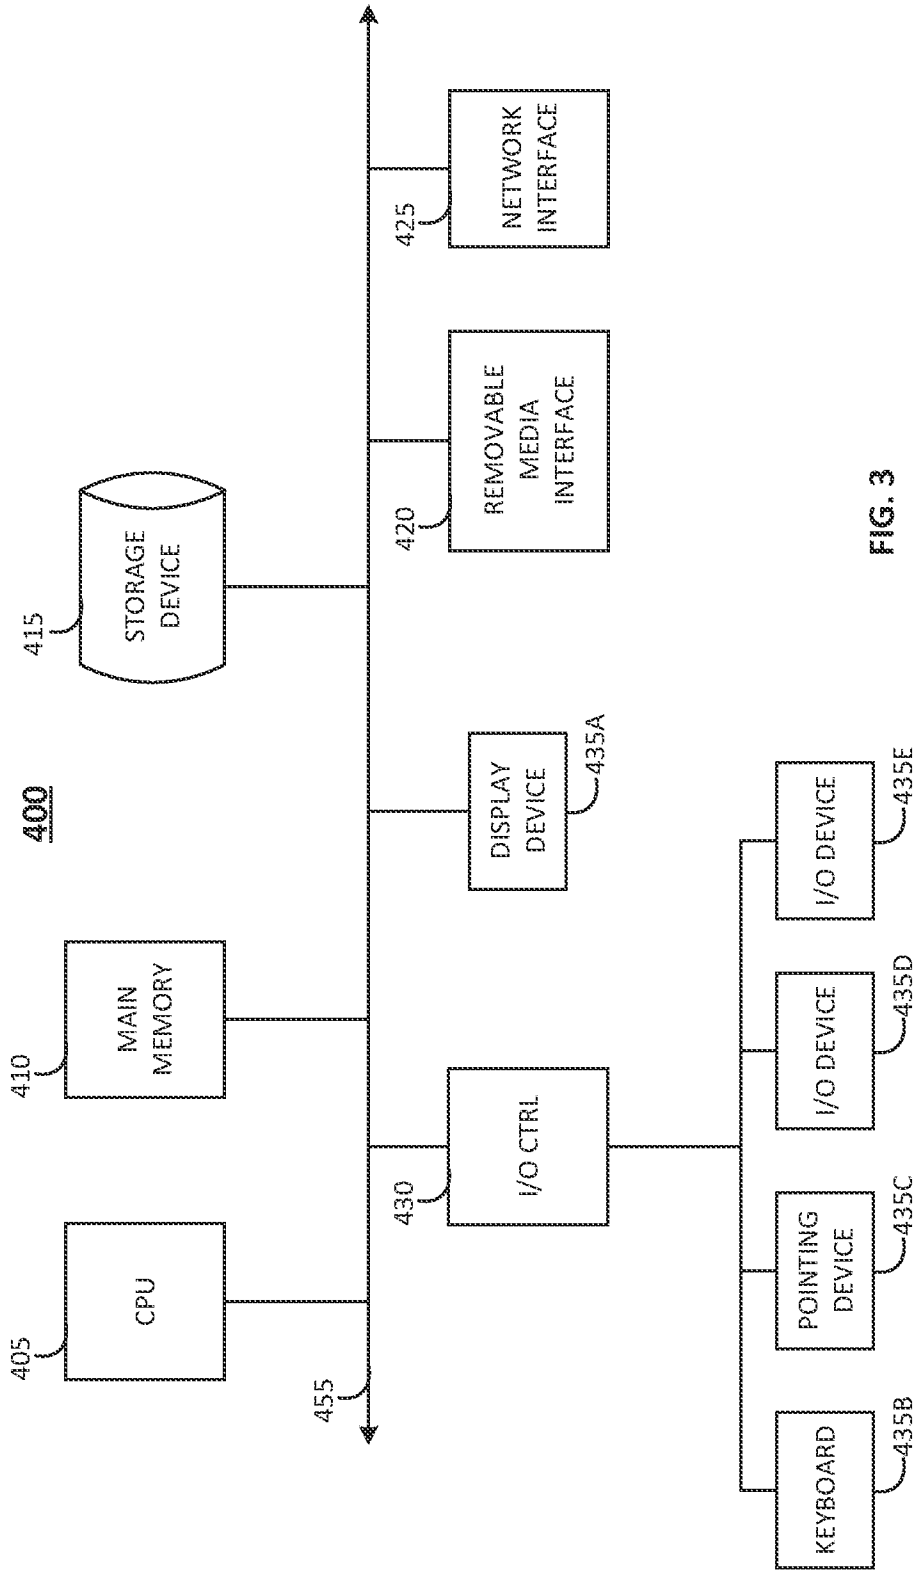 400
405
CPU
410
MAIN
MEMORY
415
STORAGE
DEVICE
455
430
I/O CTRL
DISPLAY
DEVICE
435A
420
REMOVABLE
MEDIA
INTERFACE
425
NETWORK
INTERFACE
KEYBOARD
435B
POINTING
DEVICE
435C
I/O DEVICE
435D
I/O DEVICE
435E
FIG. 3